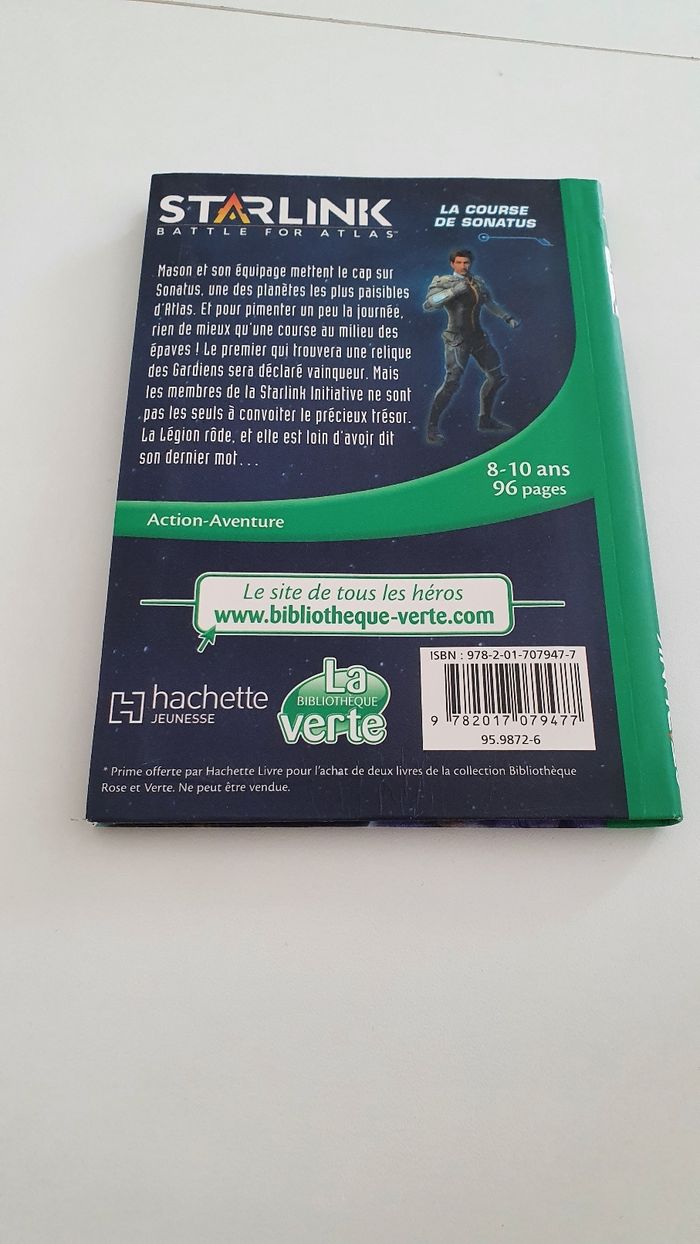 STARLINK
BATTLE FOR ATLAS™
LA COURSE
DE SONATUS
Mason et son équipage mettent le cap sur
Sonatus, une des planètes les plus paisibles
d'Atlas. Et pour pimenter un peu la journée,
rien de mieux qu'une course au milieu des
épaves ! Le premier qui trouvera une relique
des Gardiens sera déclaré vainqueur. Mais
les membres de la Starlink Initiative ne sont
pas les seuls à convoiter le précieux trésor.
La Légion rôde, et elle est loin d'avoir dit
son dernier mot...
8-10 ans
96 pages
Action-Aventure
Le site de tous les héros
www.bibliotheque-verte.com
hachette
JEUNESSE
La
BIBLIOTHEQUE
verte
ISBN : 978-2-01-707947-7
9 782017 079477
95.9872-6
* Prime offerte par Hachette Livre pour l'achat de deux livres de la collection Bibliothèque
Rose et Verte. Ne peut être vendue.